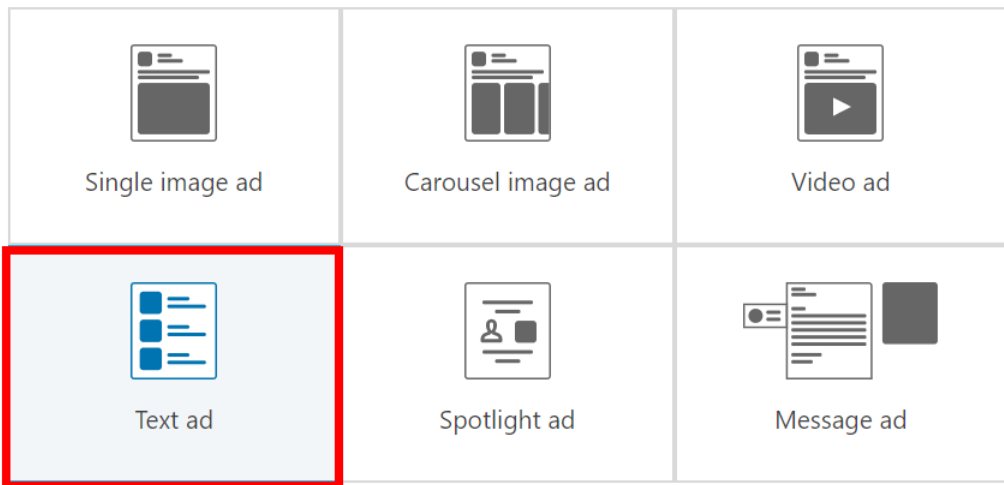 Single image ad
Carousel image ad
Video ad
Text ad
Spotlight ad
Message ad